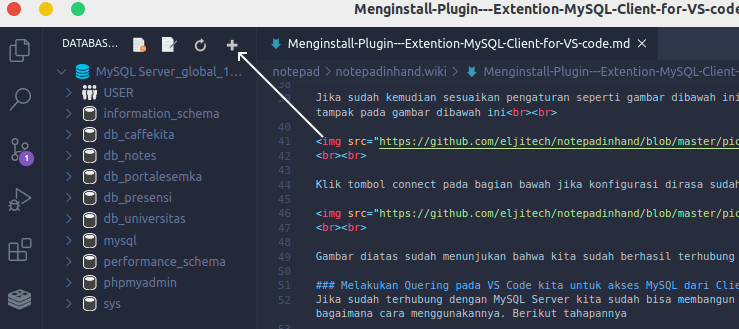 Menginstall-Plugin---Extention-MySQL-Client-for-VS-code
DATABAS...
Menginstall-Plugin---Extention-MySQL-Client-for-VS-code.md
notepad > notepadinhand.wiki > Menginstall-Plugin---Extention-MySQL-Client-
MySQL Server_global_1...
USER
information_schema
db_caffekita
db_notes
db_portalesemka
db_presensi
db_universitas
mysql
performance_schema
phpmyadmin
sys
1
38
39 Jika sudah kemudian sesuaikan pengaturan seperti gambar dibawah ini
tampak pada gambar dibawah ini<br><br>
40
41 <img src="https://github.com/eljitech/notepadinhand/blob/master/pic
42 <br><br>
43
44 Klik tombol connect pada bagian bawah jika konfigurasi dirasa sudah
45
46 <img src="https://github.com/eljitech/notepadinhand/blob/master/pic
47 <br><br>
48
49 Gambar diatas sudah menunjukan bahwa kita sudah berhasil terhubung
50
51 ### Melakukan Quering pada VS Code kita untuk akses MySQL dari Clie
52 Jika sudah terhubung dengan MySQL Server kita sudah bisa membangun
bagaimana cara menggunakannya. Berikut tahapannya